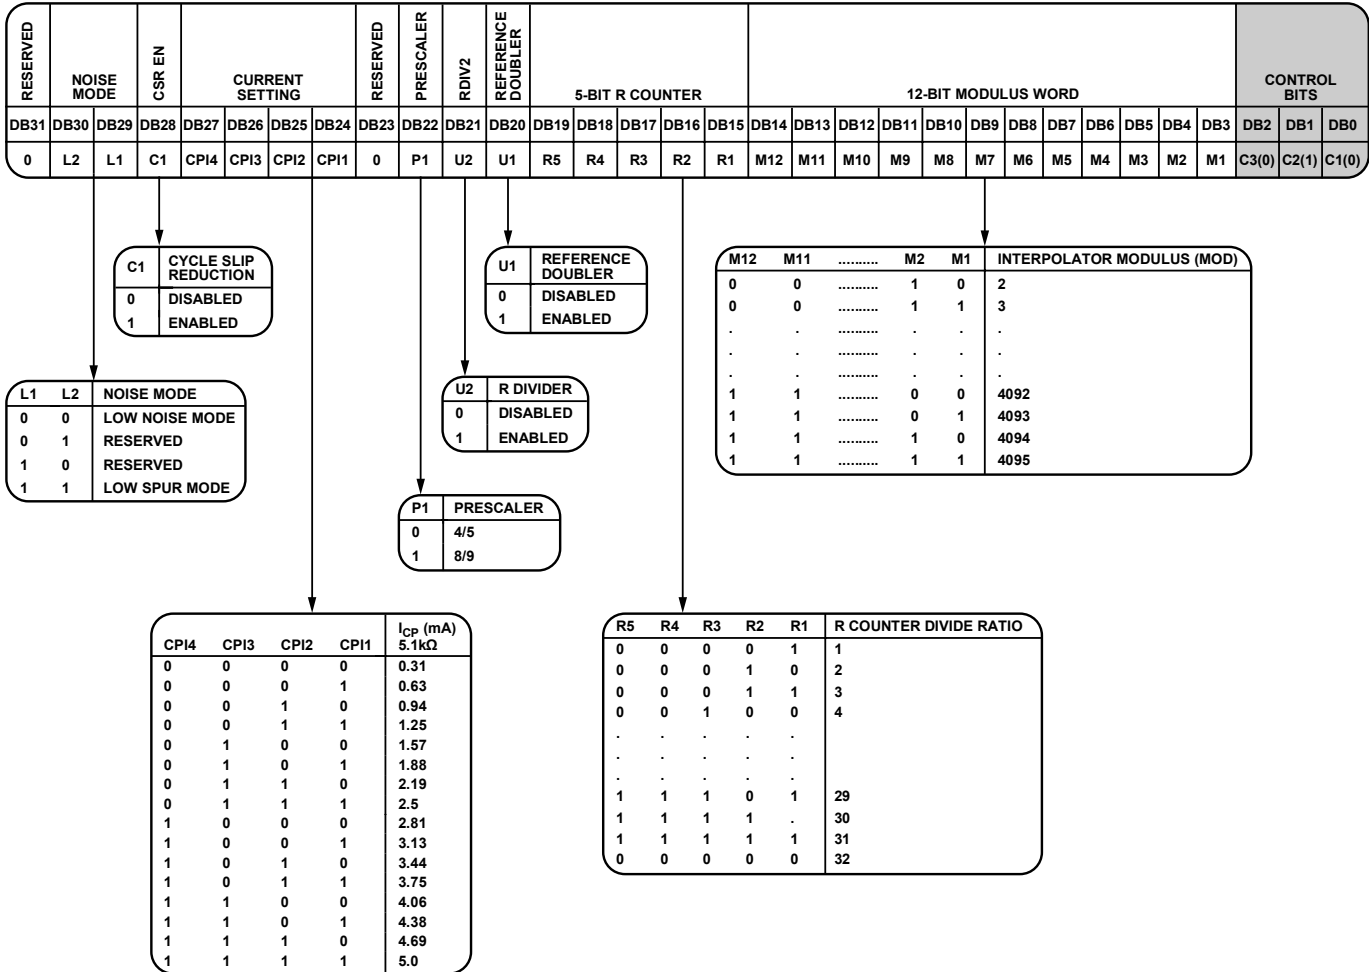 RESERVED
NOISE MODE
CSR EN
CURRENT SETTING
RESERVED
PRESCALER
RDIV2
REFERENCE DOUBLER
5-BIT R COUNTER
12-BIT MODULUS WORD
CONTROL BITS
DB31 DB30 DB29 DB28 DB27 DB26 DB25 DB24 DB23 DB22 DB21 DB20 DB19 DB18 DB17 DB16 DB15 DB14 DB13 DB12 DB11 DB10 DB9 DB8 DB7 DB6 DB5 DB4 DB3 DB2 DB1 DB0
0 L2 L1 C1 CPI4 CPI3 CPI2 CPI1 0 P1 U2 U1 R5 R4 R3 R2 R1 M12 M11 M10 M9 M8 M7 M6 M5 M4 M3 M2 M1 C3(0) C2(1) C1(0)
C1 CYCLE SLIP REDUCTION
0 DISABLED
1 ENABLED
U1 REFERENCE DOUBLER
0 DISABLED
1 ENABLED
M12 M11 .......... M2 M1 INTERPOLATOR MODULUS (MOD)
0 0 .......... 1 0 2
0 0 .......... 1 1 3
. . .......... . . .
. . .......... . . .
. . .......... . . .
1 1 .......... 0 0 4092
1 1 .......... 0 1 4093
1 1 .......... 1 0 4094
1 1 .......... 1 1 4095
L1 L2 NOISE MODE
0 0 LOW NOISE MODE
0 1 RESERVED
1 0 RESERVED
1 1 LOW SPUR MODE
U2 R DIVIDER
0 DISABLED
1 ENABLED
P1 PRESCALER
0 4/5
1 8/9
CPI4 CPI3 CPI2 CPI1 ICP (mA) 5.1kΩ
0 0 0 0 0.31
0 0 0 1 0.63
0 0 1 0 0.94
0 0 1 1 1.25
0 1 0 0 1.57
0 1 0 1 1.88
0 1 1 0 2.19
0 1 1 1 2.5
1 0 0 0 2.81
1 0 0 1 3.13
1 0 1 0 3.44
1 0 1 1 3.75
1 1 0 0 4.06
1 1 0 1 4.38
1 1 1 0 4.69
1 1 1 1 5.0
R5 R4 R3 R2 R1 R COUNTER DIVIDE RATIO
0 0 0 0 1 1
0 0 0 1 0 2
0 0 0 1 1 3
0 0 1 0 0 4
. . . . .
. . . . .
. . . . .
1 1 1 0 1 29
1 1 1 1 . 30
1 1 1 1 1 31
0 0 0 0 0 32